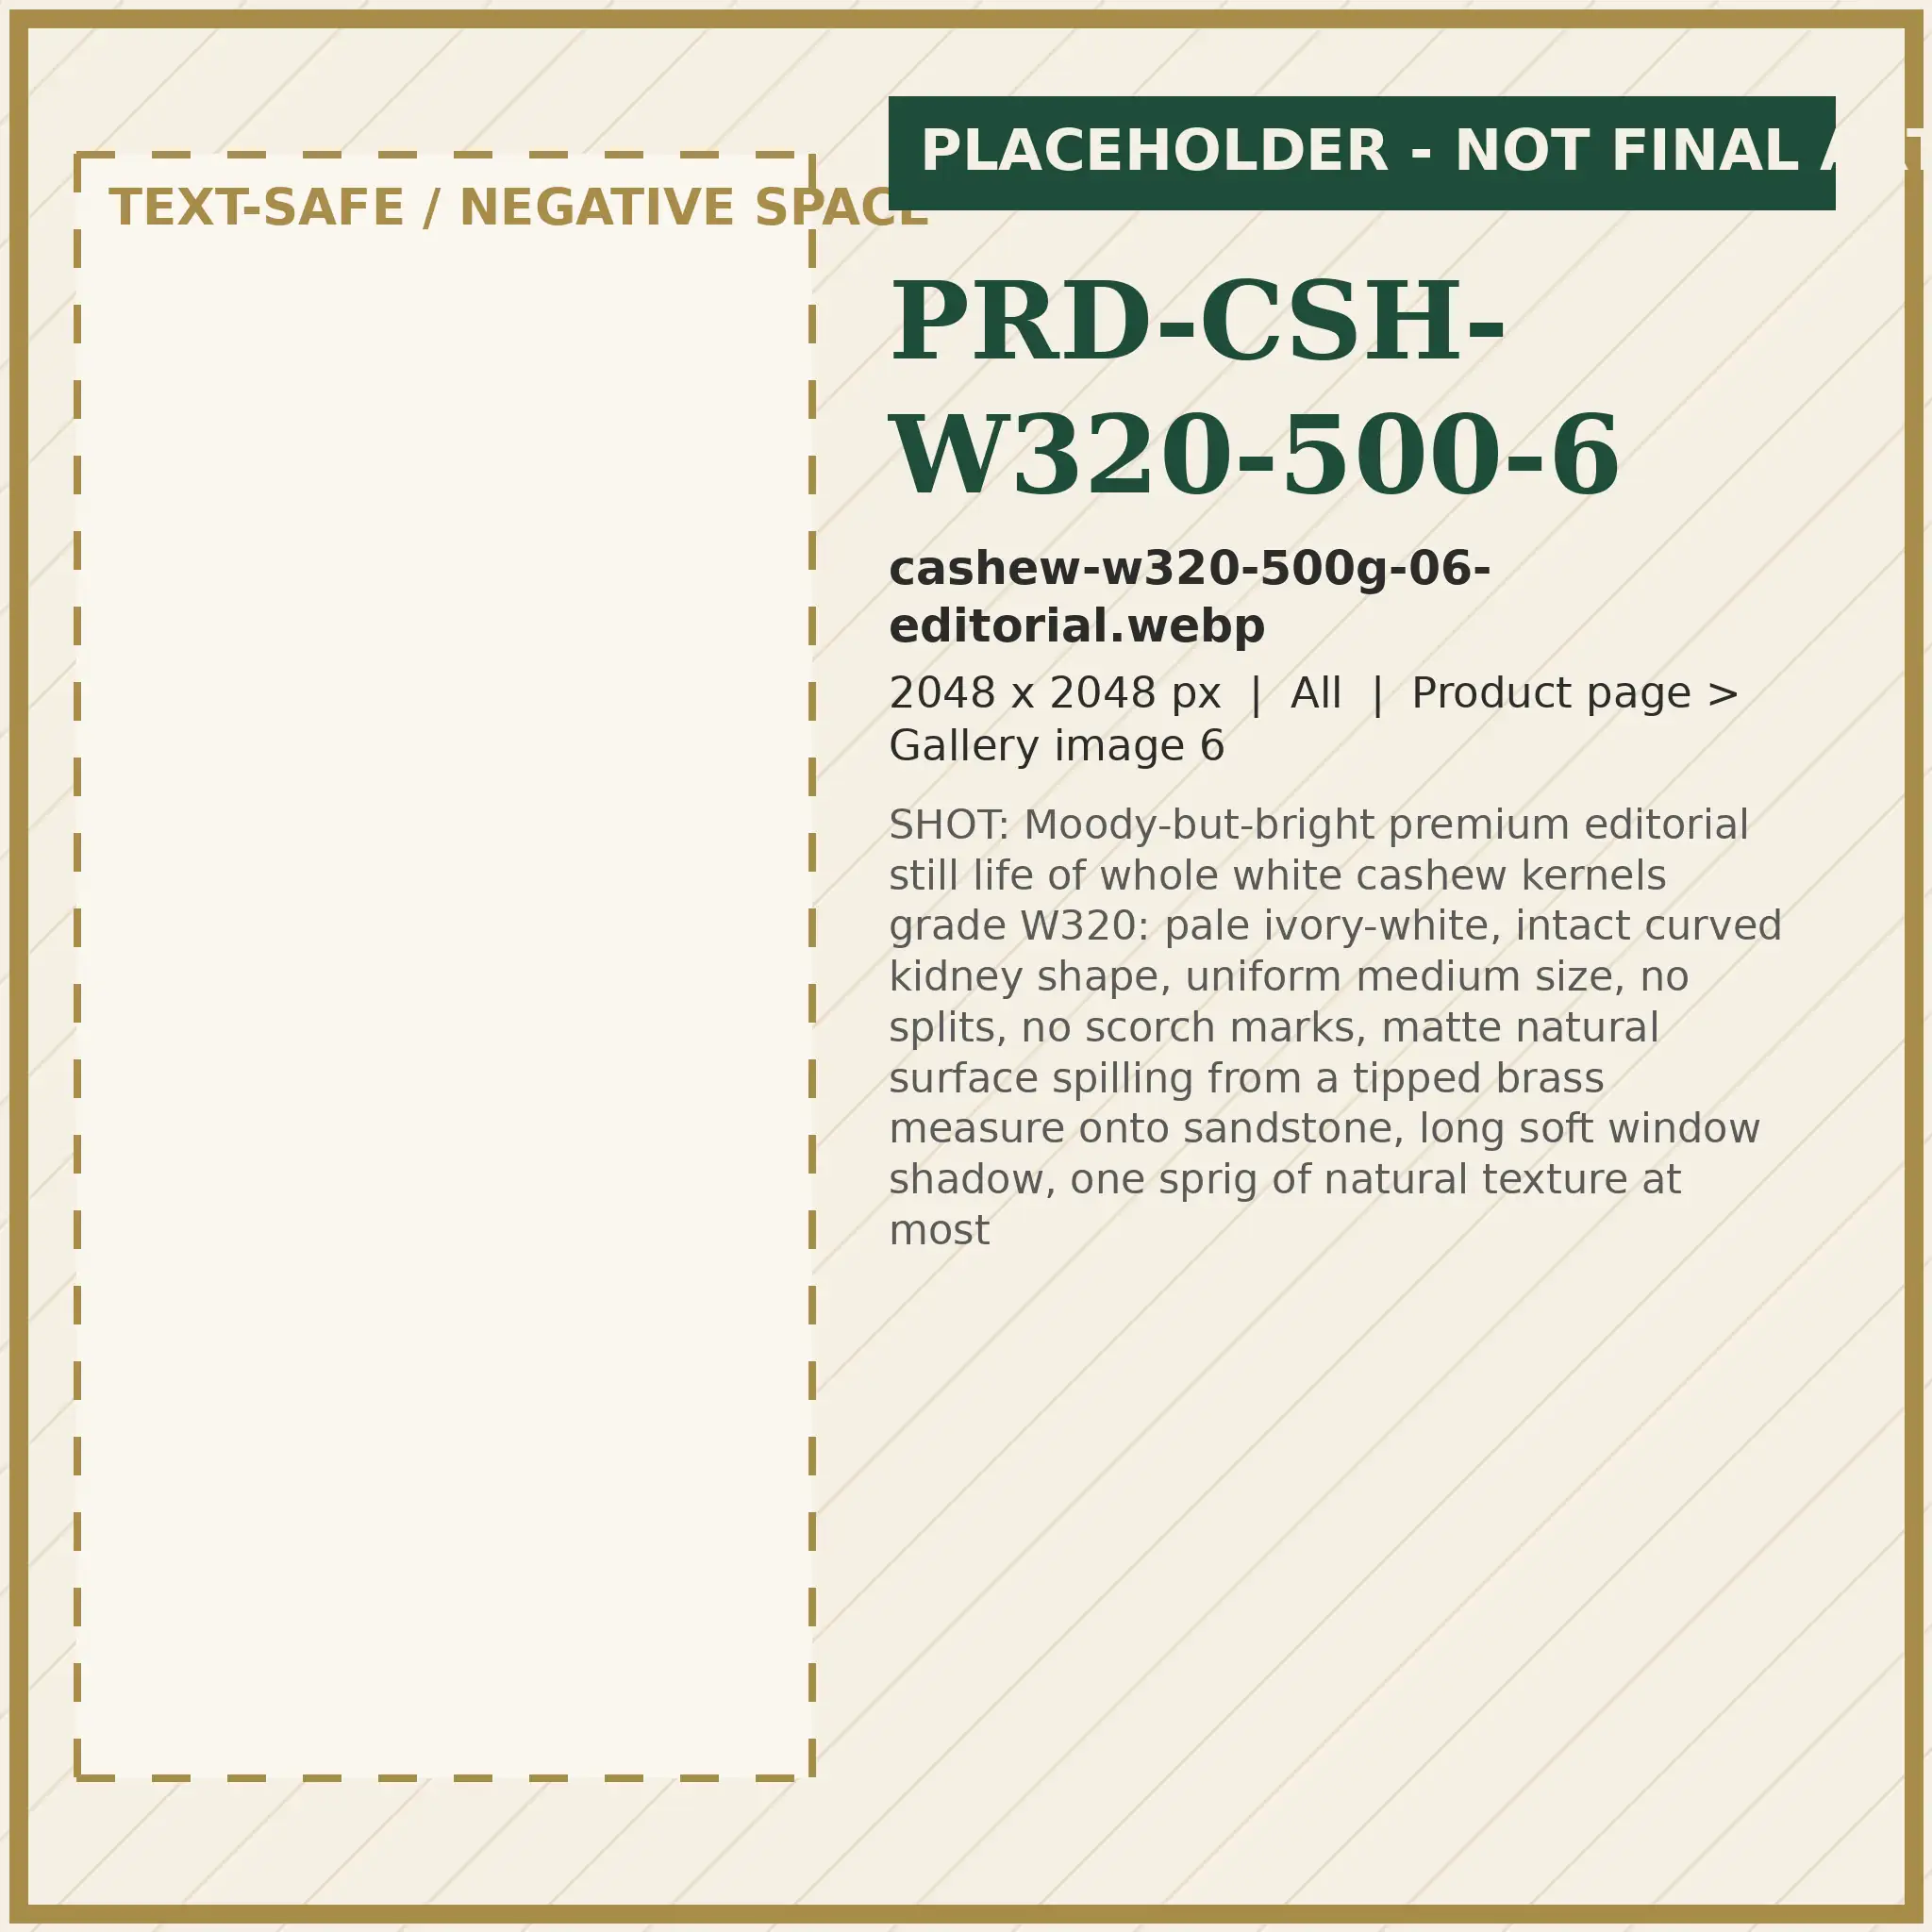 TEXT-SAFE / NEGATIVE SPACE
PLACEHOLDER - NOT FINAL
PRD-CSH-
W320-500-6
cashew-w320-500g-06-
editorial.webp
2048 x 2048 px | All | Product page >
Gallery image 6
SHOT: Moody-but-bright premium editorial
still life of whole white cashew kernels
grade W320: pale ivory-white, intact curved
kidney shape, uniform medium size, no
splits, no scorch marks, matte natural
surface spilling from a tipped brass
measure onto sandstone, long soft window
shadow, one sprig of natural texture at
most